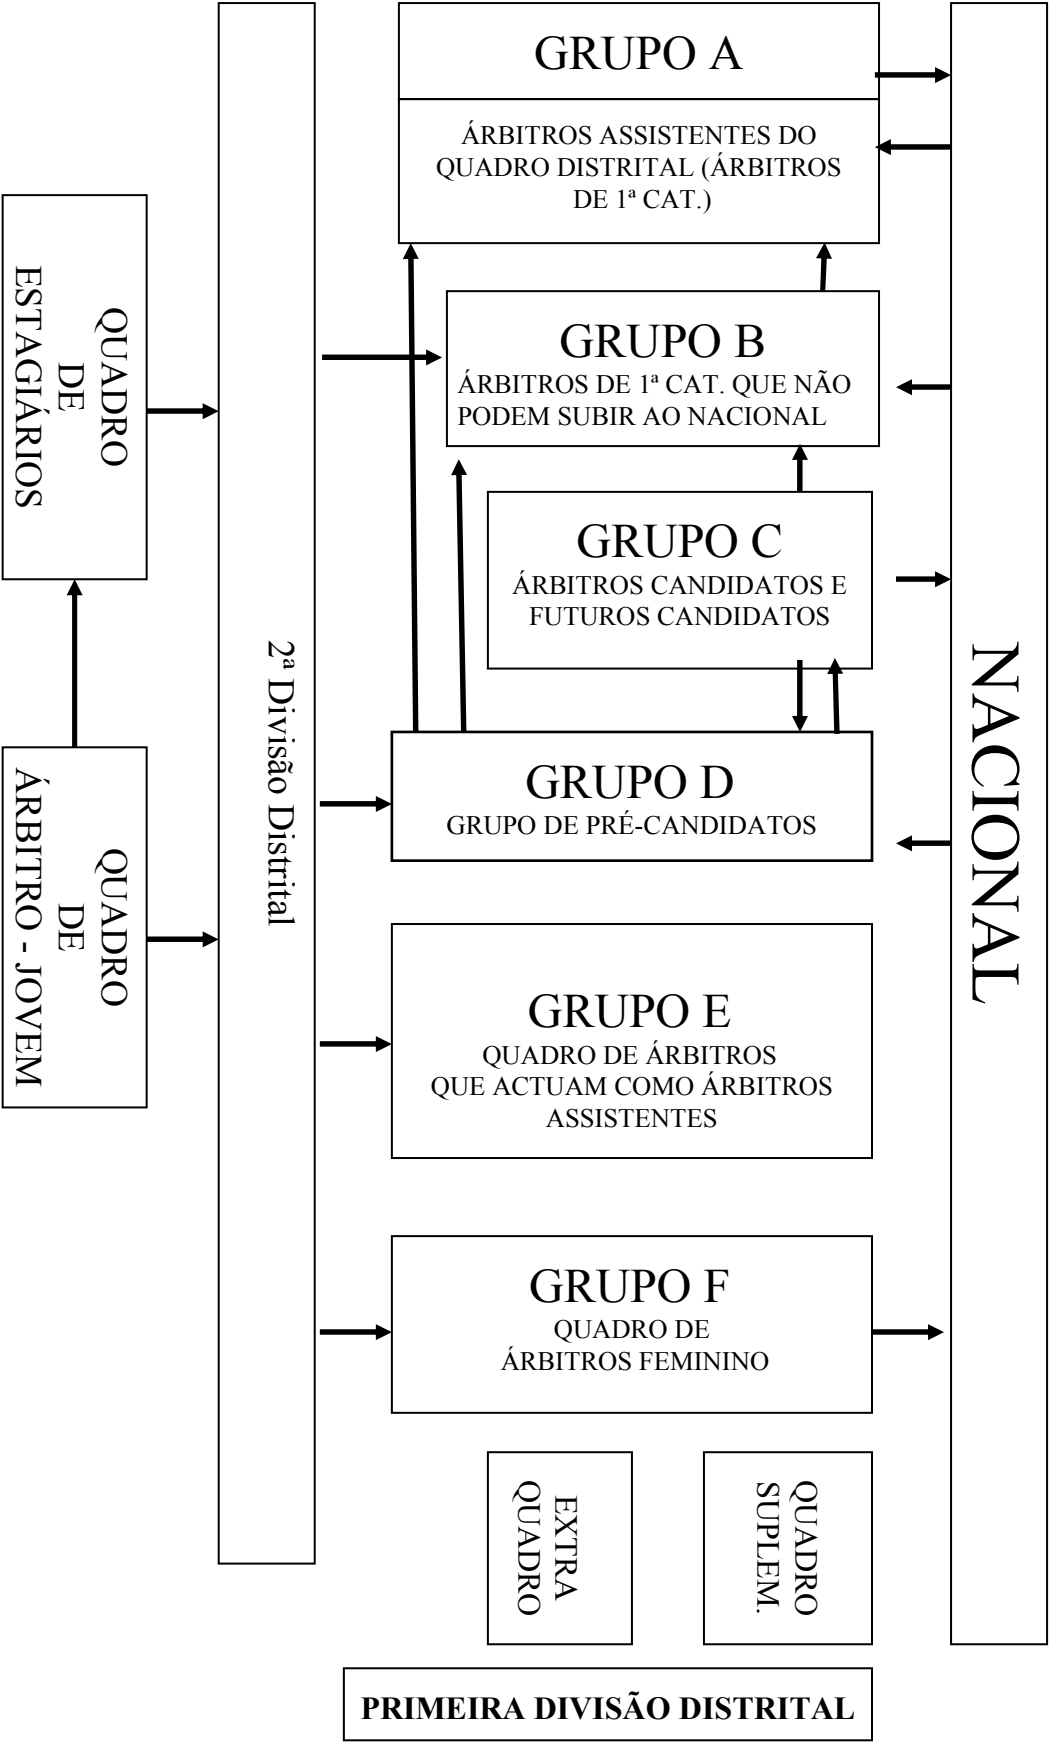 GRUPO A
ÁRBITROS ASSISTENTES DO
QUADRO DISTRITAL (ÁRBITROS
DE 1ª CAT.)
GRUPO B
ÁRBITROS DE 1ª CAT. QUE NÃO
PODEM SUBIR AO NACIONAL
GRUPO C
ÁRBITROS CANDIDATOS E
FUTUROS CANDIDATOS
GRUPO D
GRUPO DE PRÉ-CANDIDATOS
GRUPO E
QUADRO DE ÁRBITROS
QUE ACTUAM COMO ÁRBITROS
ASSISTENTES
GRUPO F
QUADRO DE
ÁRBITROS FEMININO
QUADRO
DE
ESTAGIÁRIOS
QUADRO
DE
ÁRBITRO - JOVEM
2ª Divisão Distrital
NACIONAL
EXTRA
QUADRO
QUADRO
SUPLEM.
PRIMEIRA DIVISÃO DISTRITAL